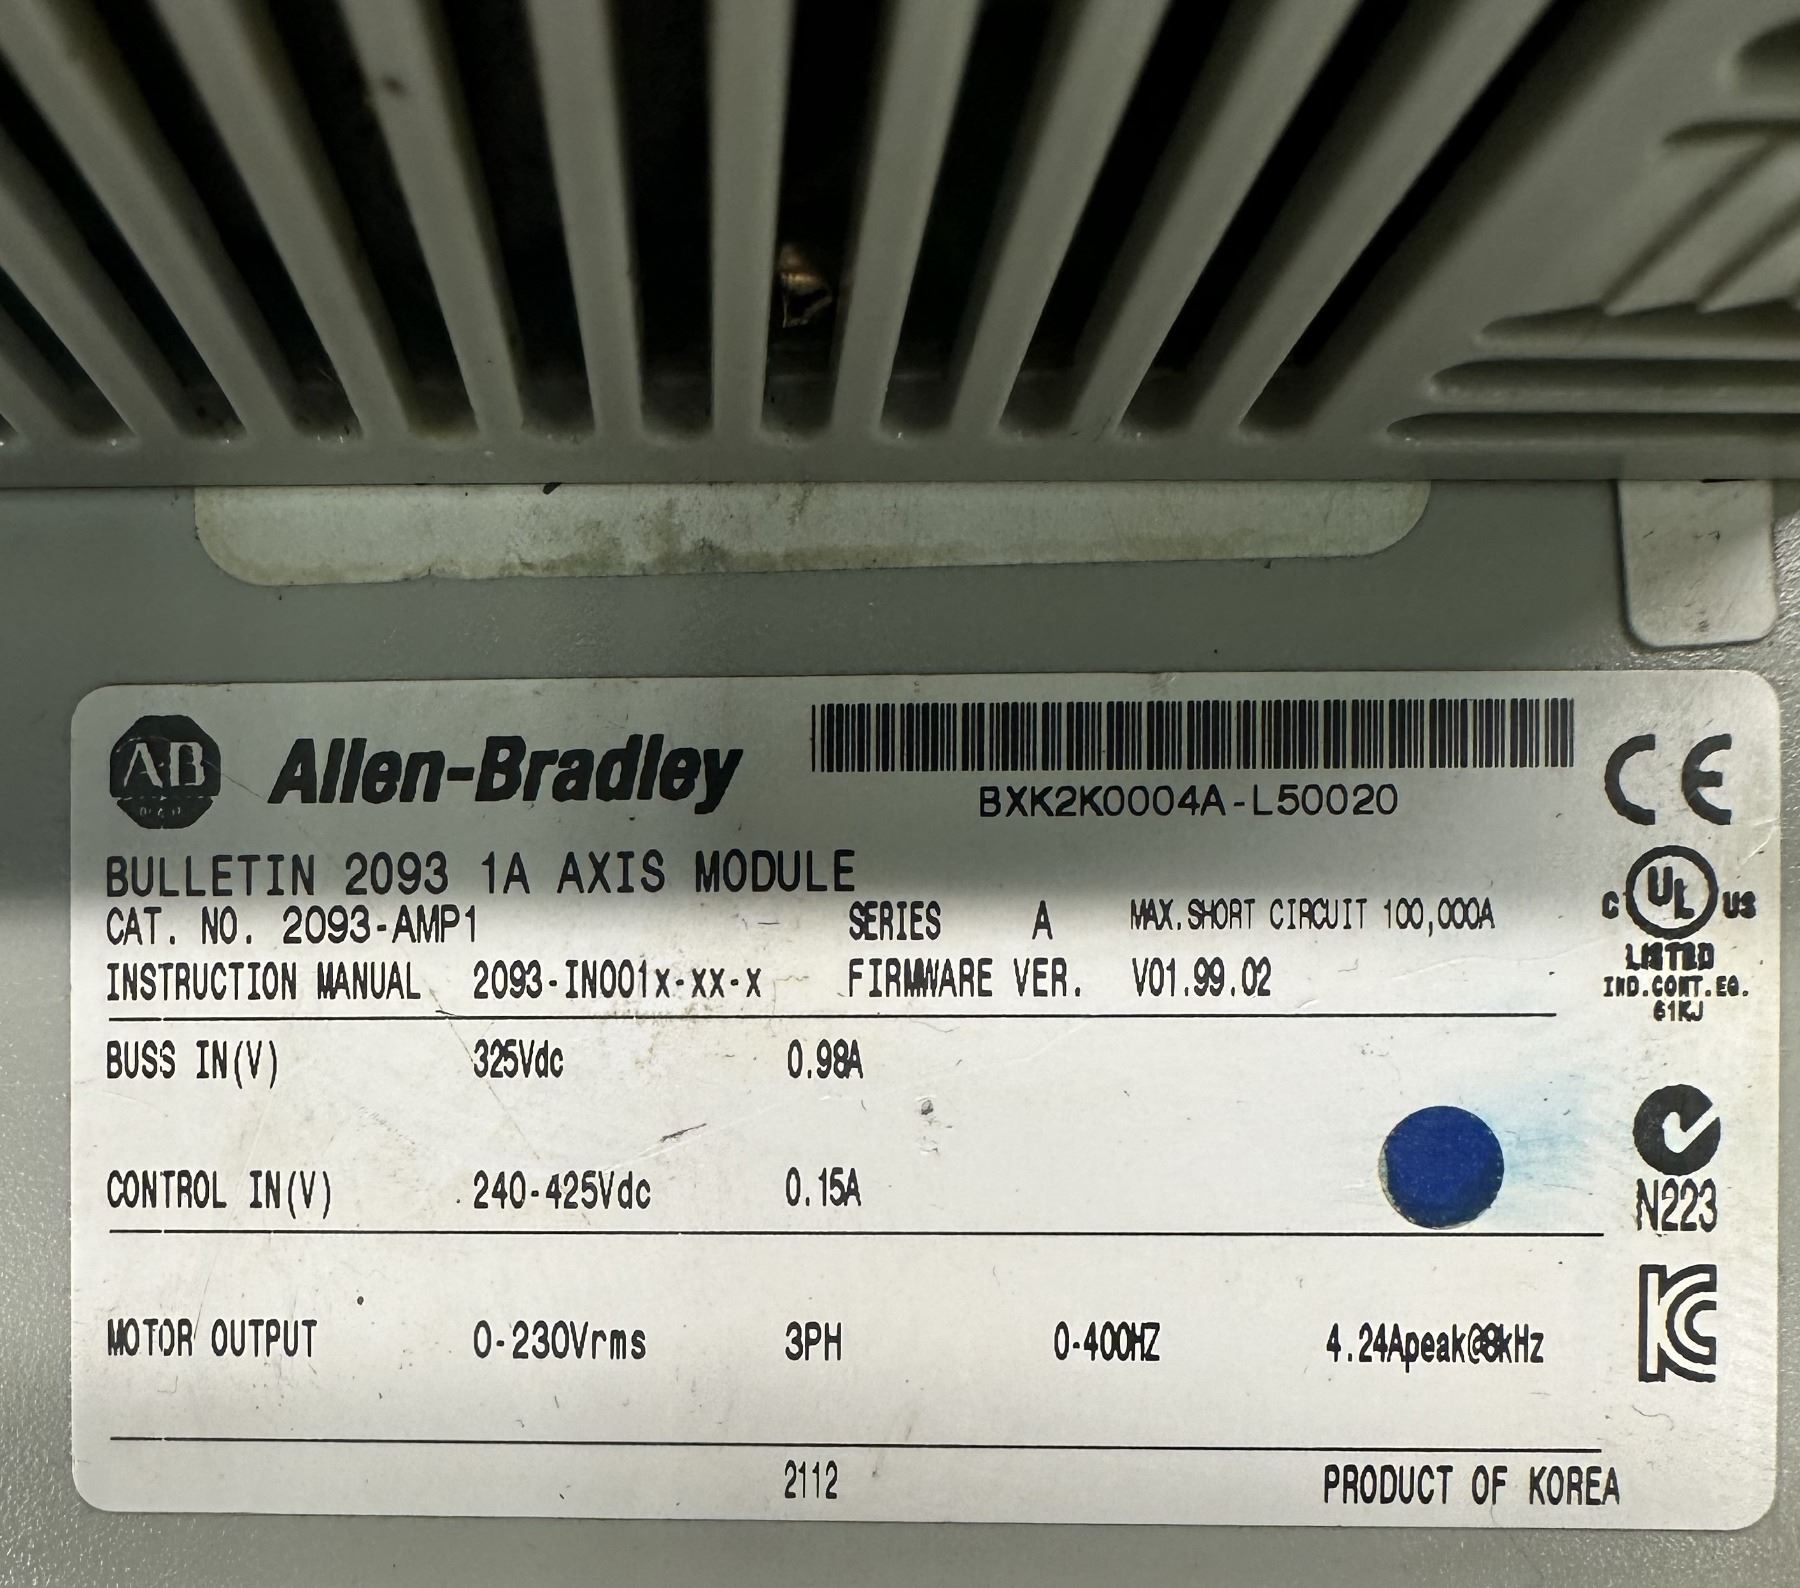 AB
Allen-Bradley
BXK2K0004A-L50020
CE
BULLETIN 2093 1A AXIS MODULE
CAT. NO. 2093-AMP1 SERIES A MAX.SHORT CIRCUIT 100,000A
INSTRUCTION MANUAL 2093-IN001x-xx-x FIRMWARE VER. V01.99.02
C UL US
LISTED
IND.CONT.EQ.
61KJ
BUSS IN(V) 325Vdc 0.98A
CONTROL IN(V) 240-425Vdc 0.15A
N223
MOTOR OUTPUT 0-230Vrms 3PH 0-400HZ 4.24Apeak@8kHz
KC
2112 PRODUCT OF KOREA